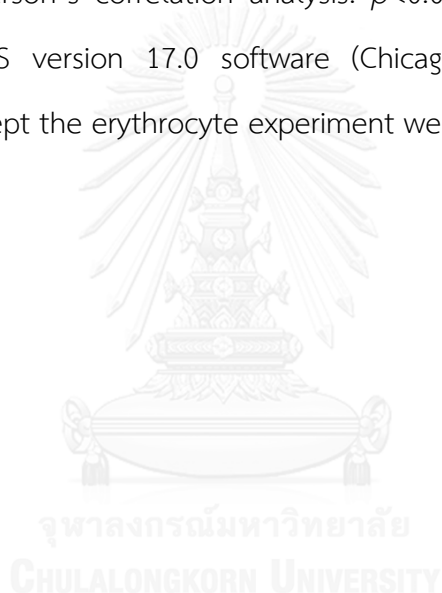 son's correlation analysis. p<0.0
S version 17.0 software (Chicag
ept the erythrocyte experiment we
จุฬาลงกรณ์มหาวิทยาลัย
CHULALONGKORN UNIVERSITY